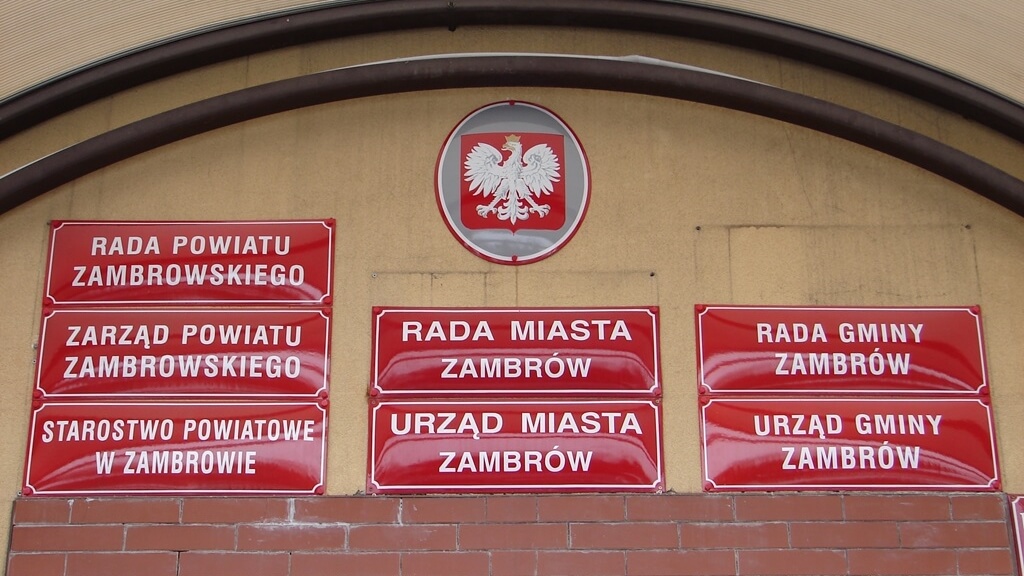 RADA POWIATU
ZAMBROWSKIEGO
ZARZĄD POWIATU
ZAMBROWSKIEGO
STAROSTWO POWIATOWE
W ZAMBROWIE
RADA MIASTA
ZAMBRÓW
URZĄD MIASTA
ZAMBRÓW
RADA GMINY
ZAMBRÓW
URZĄD GMINY
ZAMBRÓW